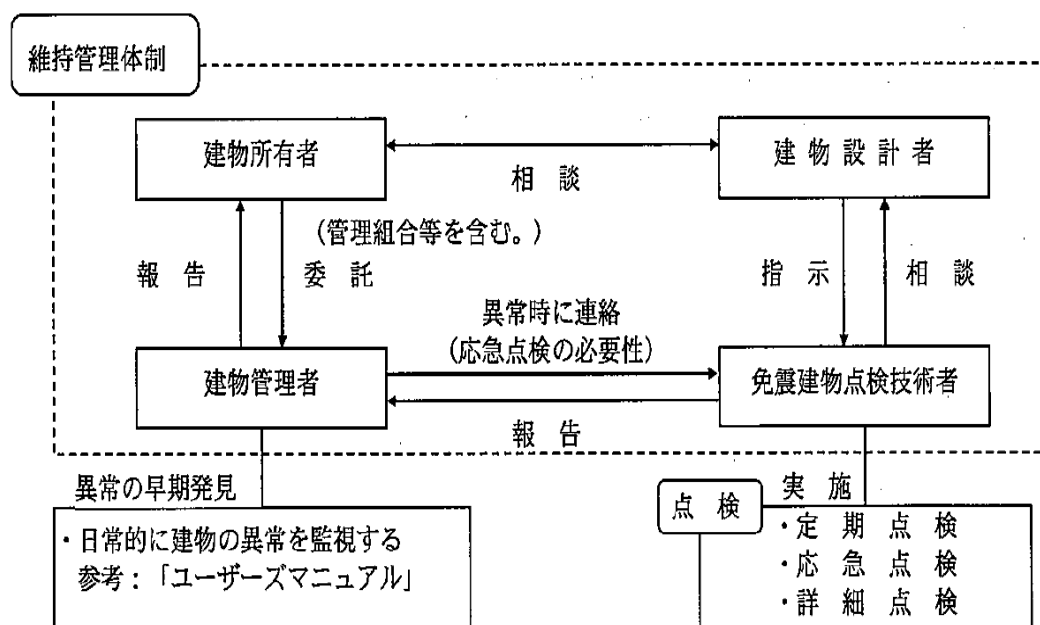 維持管理体制
建物所有者
建物設計者
相談
(管理組合等を含む。)
報告
委託
指示
相談
異常時に連絡
(応急点検の必要性)
建物管理者
免震建物点検技術者
報告
異常の早期発見
・日常的に建物の異常を監視する
参考:「ユーザーズマニュアル」
点検
実施
・定期点検
・応急点検
・詳細点検